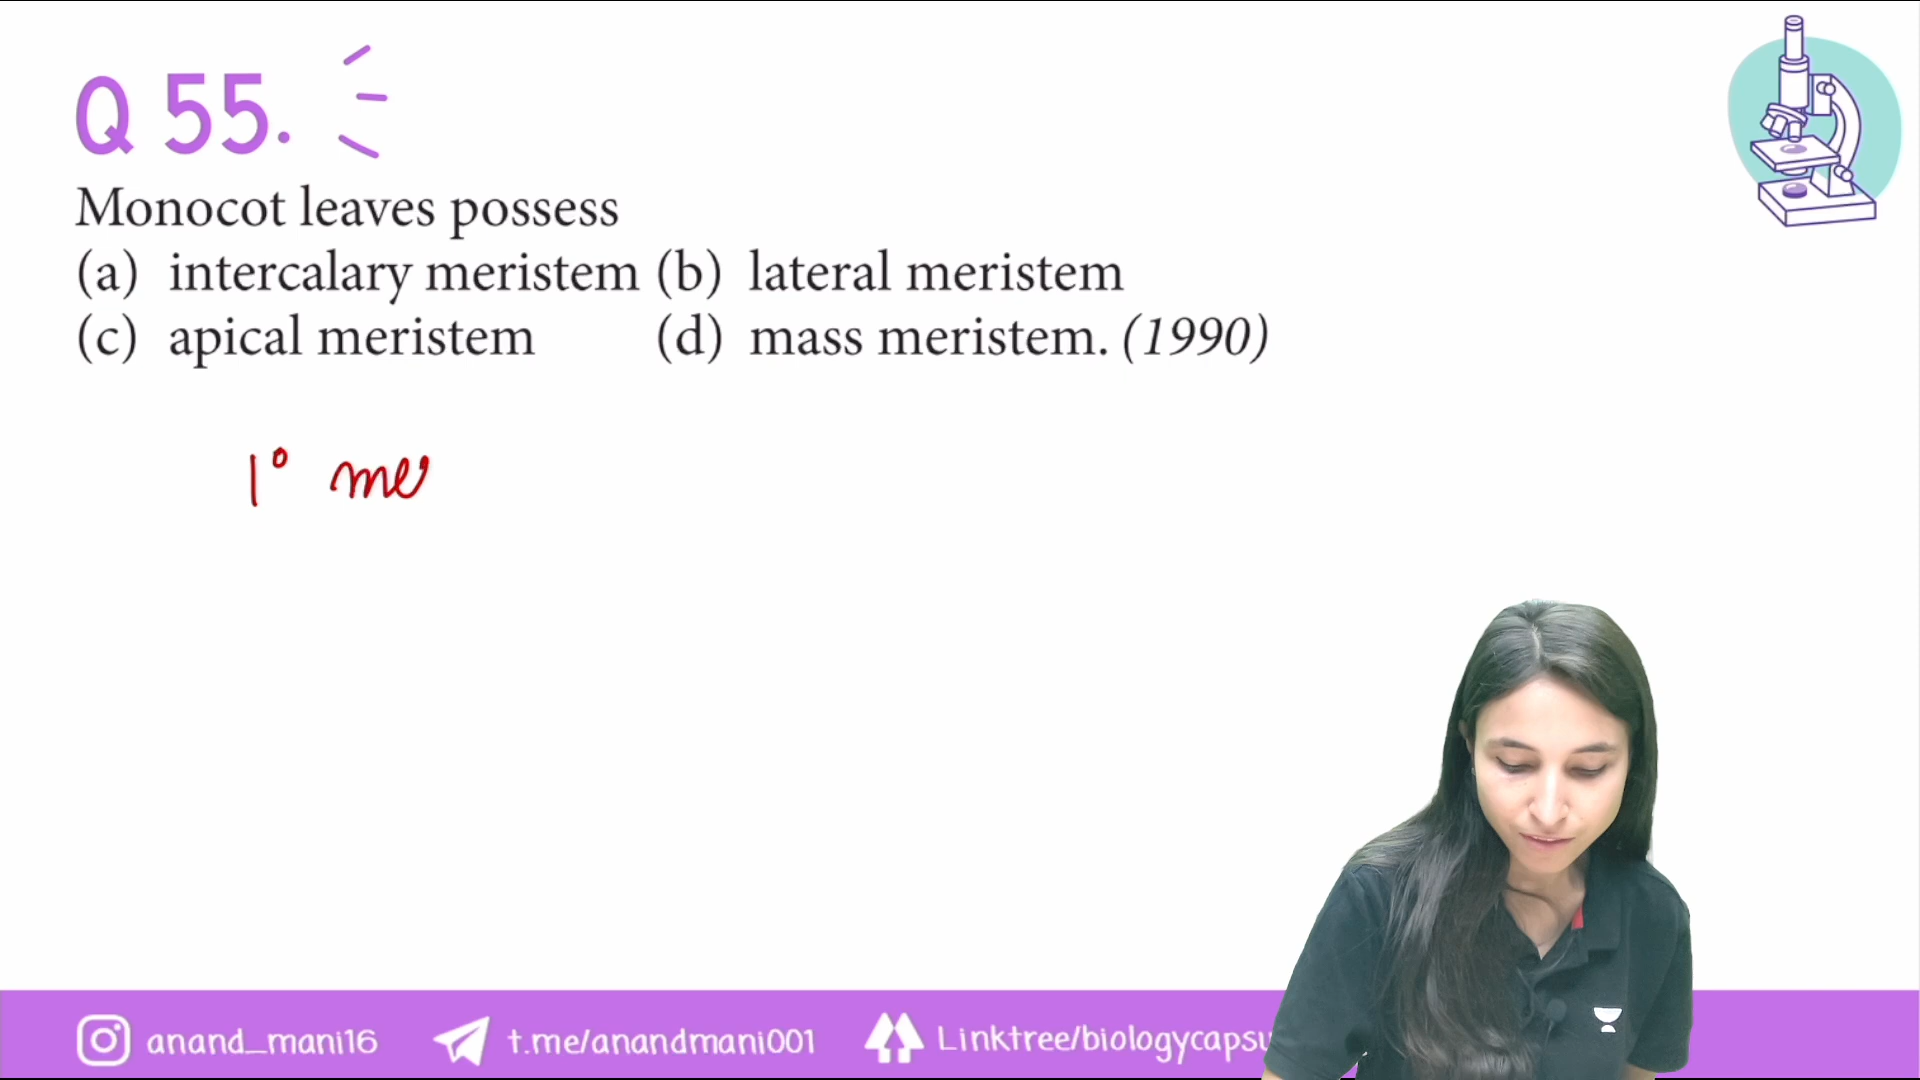 Q 55.
Monocot leaves possess
(a) intercalary meristem (b) lateral meristem
(c) apical meristem (d) mass meristem. (1990)
1° me
anand_mani16 t.me/anandmani001 Linktree/biologycapsu